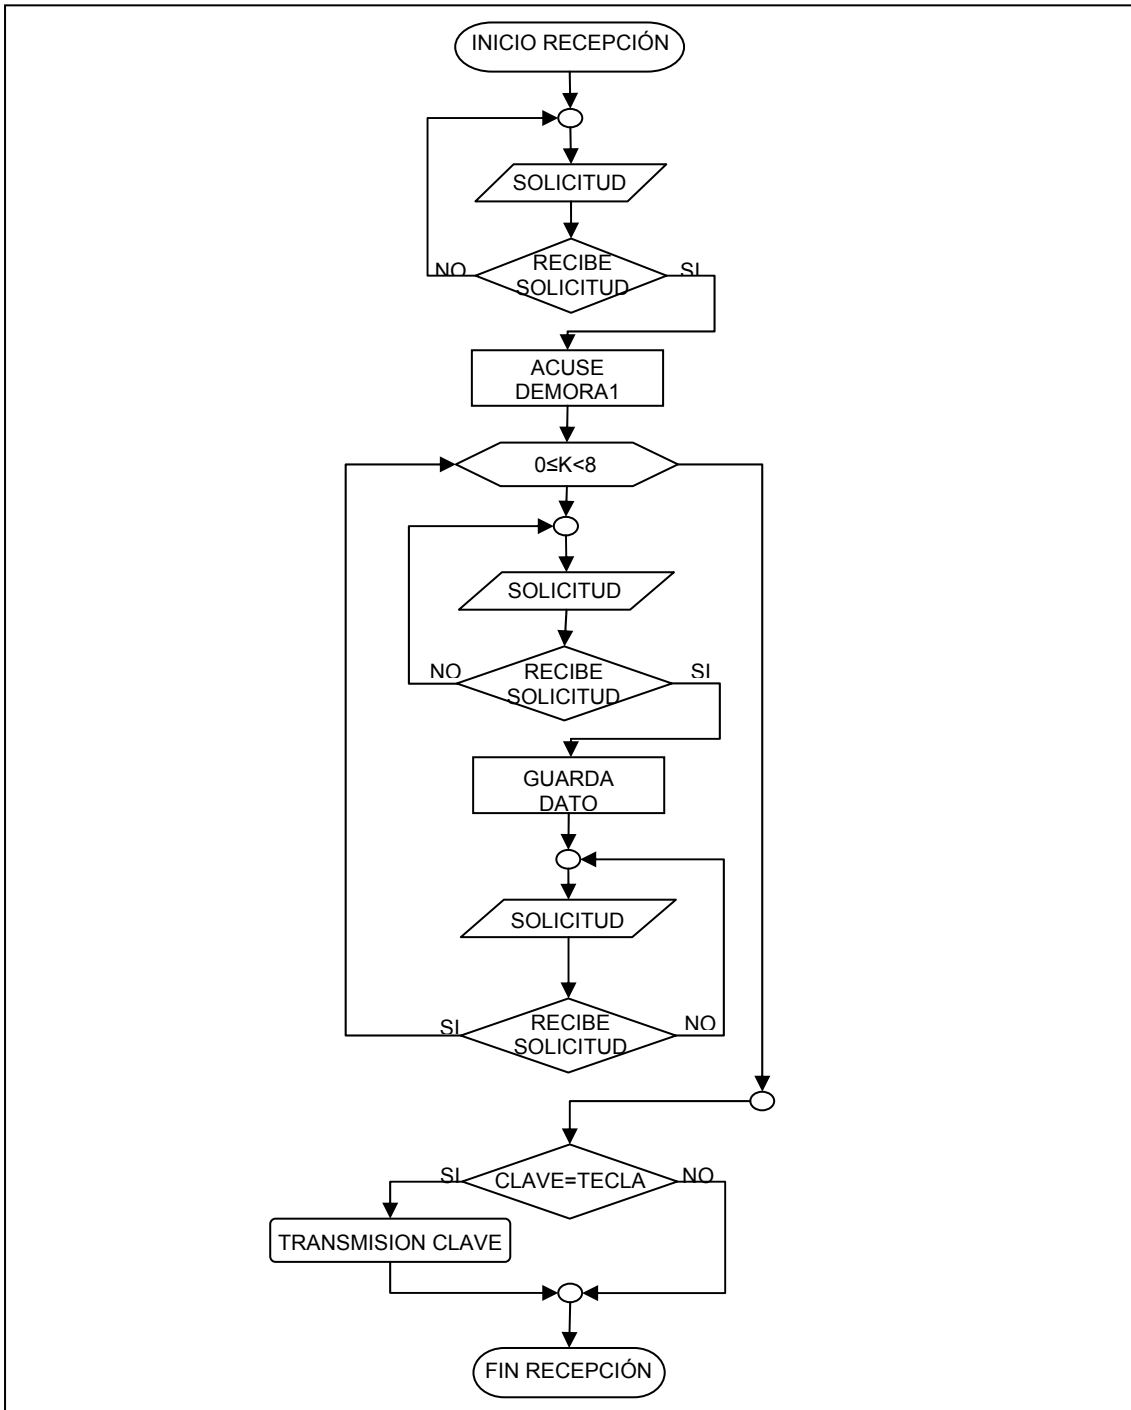 INICIO RECEPCIÓN
SOLICITUD
NO
RECIBE
SOLICITUD
SI
ACUSE
DEMORA1
0≤K<8
SOLICITUD
NO
RECIBE
SOLICITUD
SI
GUARDA
DATO
SOLICITUD
SI
RECIBE
SOLICITUD
NO
SI
CLAVE=TECLA
NO
TRANSMISION CLAVE
FIN RECEPCIÓN